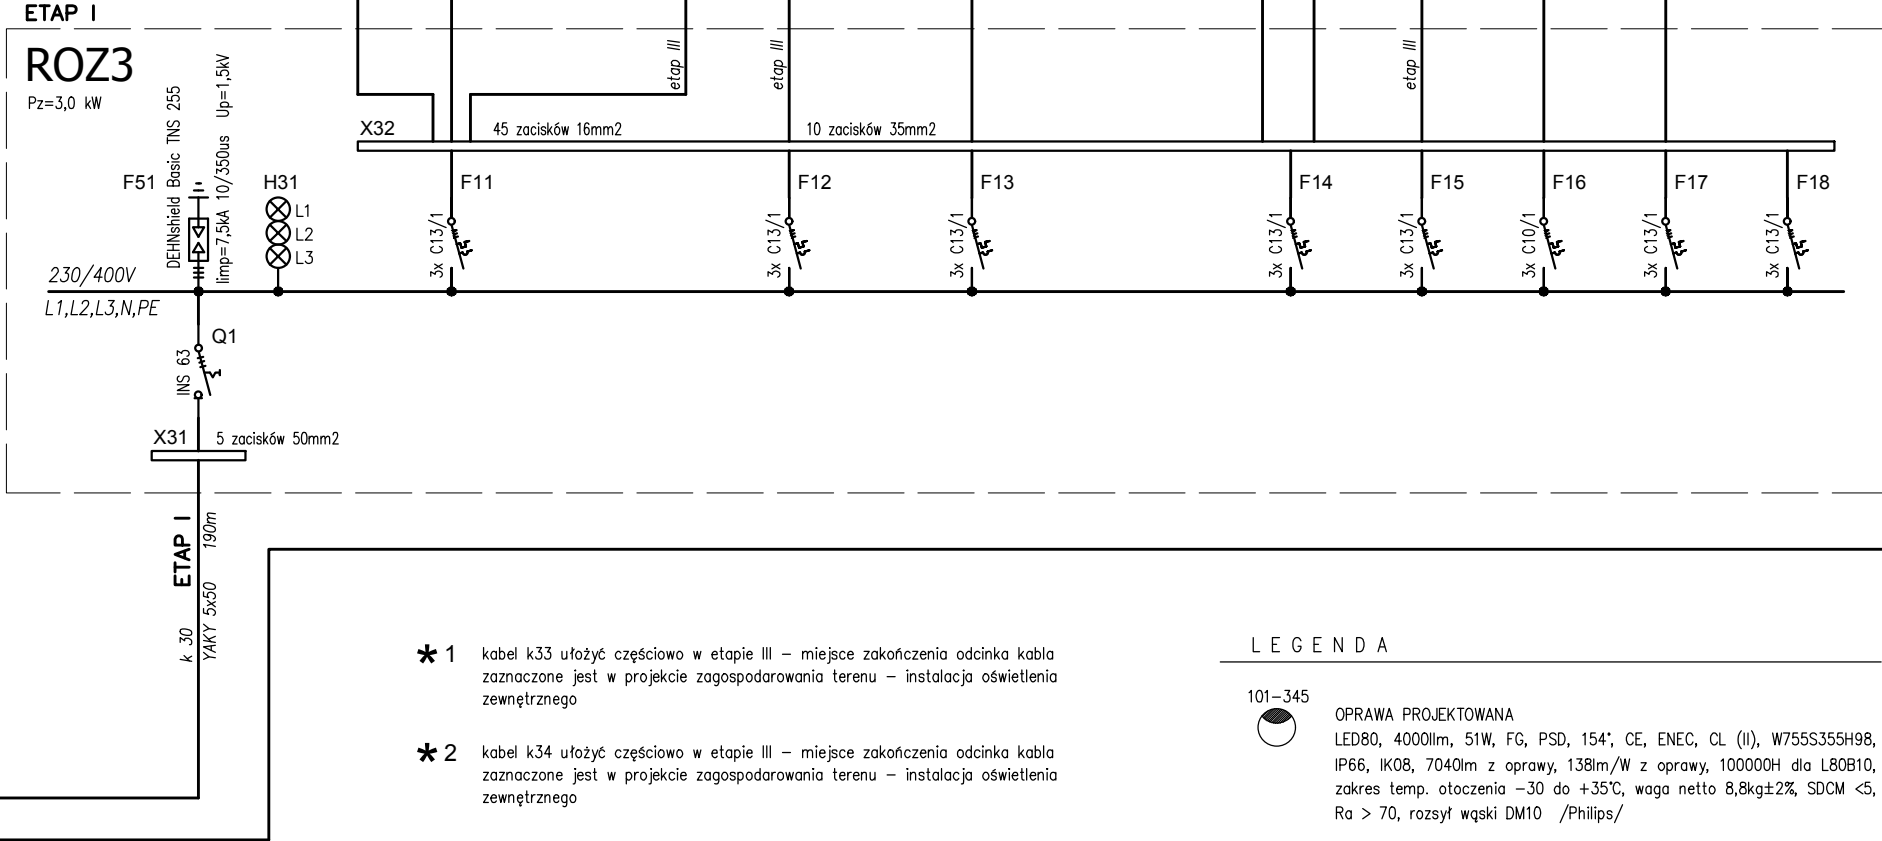 ETAP I
ROZ3
Pz=3,0 kW
etap III
etap III
etap III
X32
45 zacisków 16mm2
10 zacisków 35mm2
F51
DEHNshield Basic TNS 255
Iimp=7,5kA 10/350us Up=1,5kV
H31
L1
L2
L3
F11
3x C13/1
F12
3x C13/1
F13
3x C13/1
F14
3x C13/1
F15
3x C13/1
F16
3x C10/1
F17
3x C13/1
F18
3x C13/1
230/400V
L1,L2,L3,N,PE
Q1
INS 63
X31
5 zacisków 50mm2
ETAP I
190m
k 30
YAKY 5x50
*1 kabel k33 ułożyć częściowo w etapie III – miejsce zakończenia odcinka kabla
zaznaczone jest w projekcie zagospodarowania terenu – instalacja oświetlenia
zewnętrznego
*2 kabel k34 ułożyć częściowo w etapie III – miejsce zakończenia odcinka kabla
zaznaczone jest w projekcie zagospodarowania terenu – instalacja oświetlenia
zewnętrznego
LEGENDA
101–345
OPRAWA PROJEKTOWANA
LED80, 4000llm, 51W, FG, PSD, 154°, CE, ENEC, CL (II), W755S355H98,
IP66, IK08, 7040lm z oprawy, 138lm/W z oprawy, 100000H dla L80B10,
zakres temp. otoczenia –30 do +35°C, waga netto 8,8kg±2%, SDCM <5,
Ra > 70, rozsył wąski DM10 /Philips/